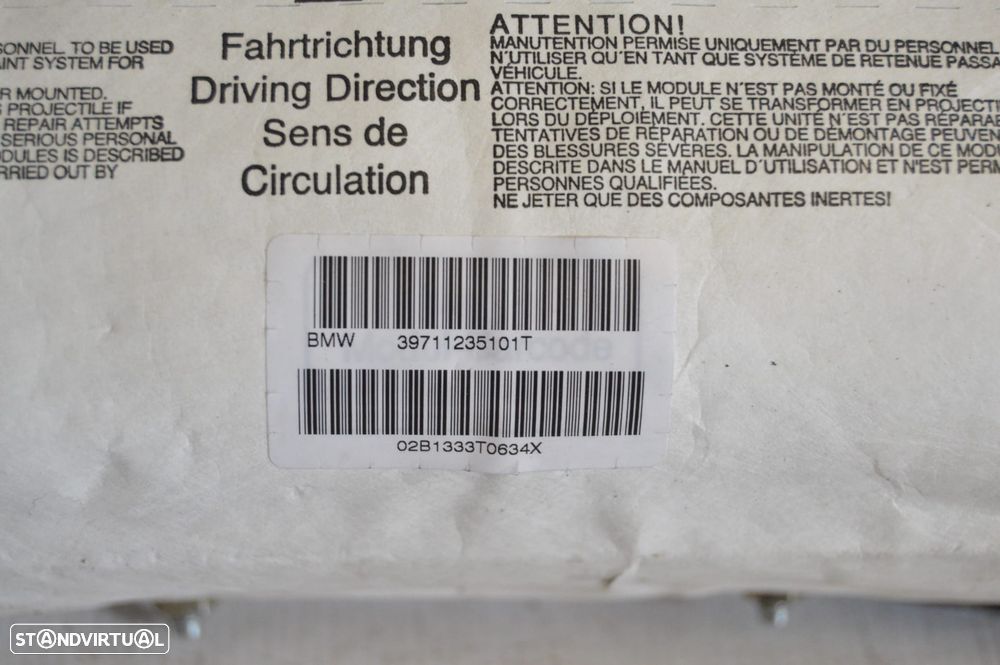 SONNEL. TO BE USED
AINT SYSTEM FOR
R MOUNTED.
PROJECTILE IF
REPAIR ATTEMPTS
SERIOUS PERSONAL
DULES IS DESCRIBED
RRIED OUT BY
Fahrtrichtung
Driving Direction
Sens de
Circulation
ATTENTION!
MANUTENTION PERMISE UNIQUEMENT PAR DU PERSONNEL
N´UTILISER QU´EN TANT QUE SYSTÈME DE RETENUE PASSA
VÉHICULE.
ATTENTION: SI LE MODULE N´EST PAS MONTÉ OU FIXÉ
CORRECTEMENT, IL PEUT SE TRANSFORMER EN PROJECTI
LORS DU DÉPLOIEMENT. CETTE UNITÉ N´EST PAS RÉPARA
TENTATIVES DE RÉPARATION OU DE DÉMONTAGE PEUVEN
DES BLESSURES SÉVÈRES. LA MANIPULATION DE CE MODU
DESCRITE DANS LE MANUEL D´UTILISATION ET N'EST PERM
PERSONNES QUALIFIÉES.
NE JETER QUE DES COMPOSANTES INERTES!
BMW 39711235101T
02B1333T0634X
STANDVIRTUAL